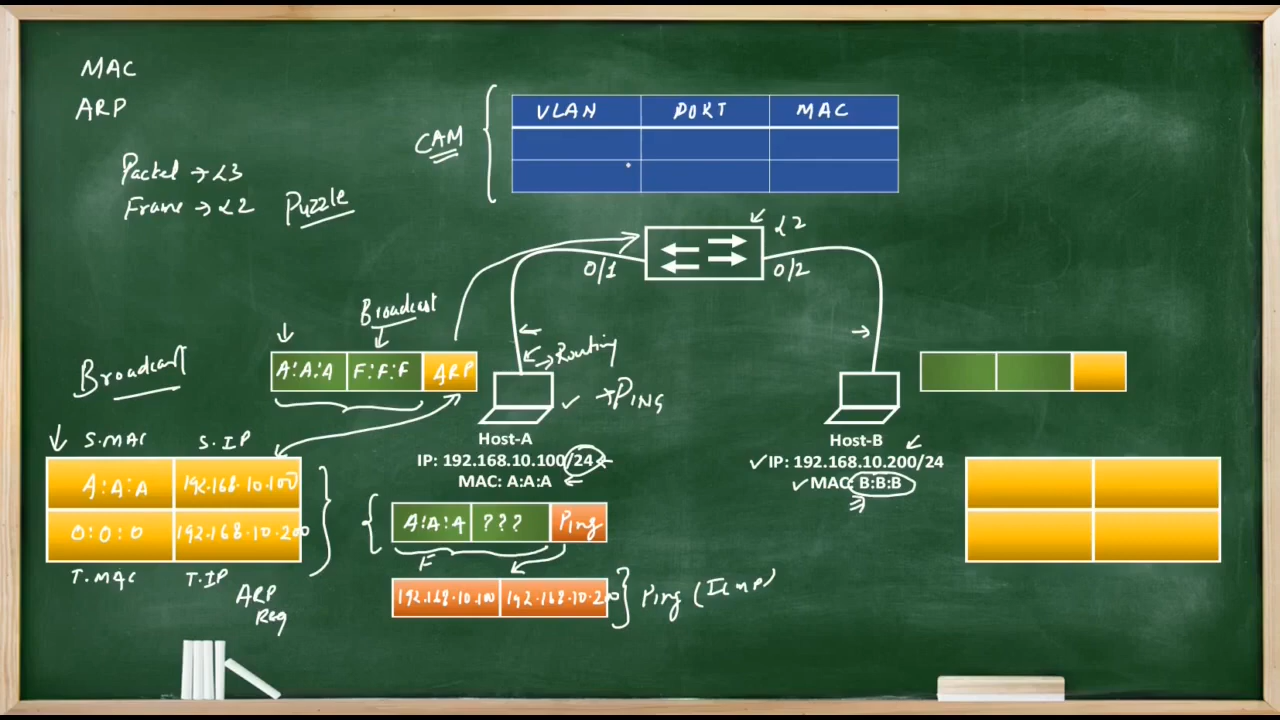 MAC
ARP
Packet → L3
Frame → L2
Puzzle
CAM
VLAN PORT MAC
L2
0/1
0/2
Broadcast
A:A:A F:F:F ARP
Routing
→ PING
Broadcast
Host-A
IP: 192.168.10.100/24
MAC: A:A:A
Host-B
IP: 192.168.10.200/24
MAC: B:B:B
S.MAC S.IP
A:A:A 192.168.10.100
0:0:0 192.168.10.200
T.MAC T.IP
ARP
Req
A:A:A ??? Ping
F
192.168.10.100 192.168.10.200
Ping (ICMP)